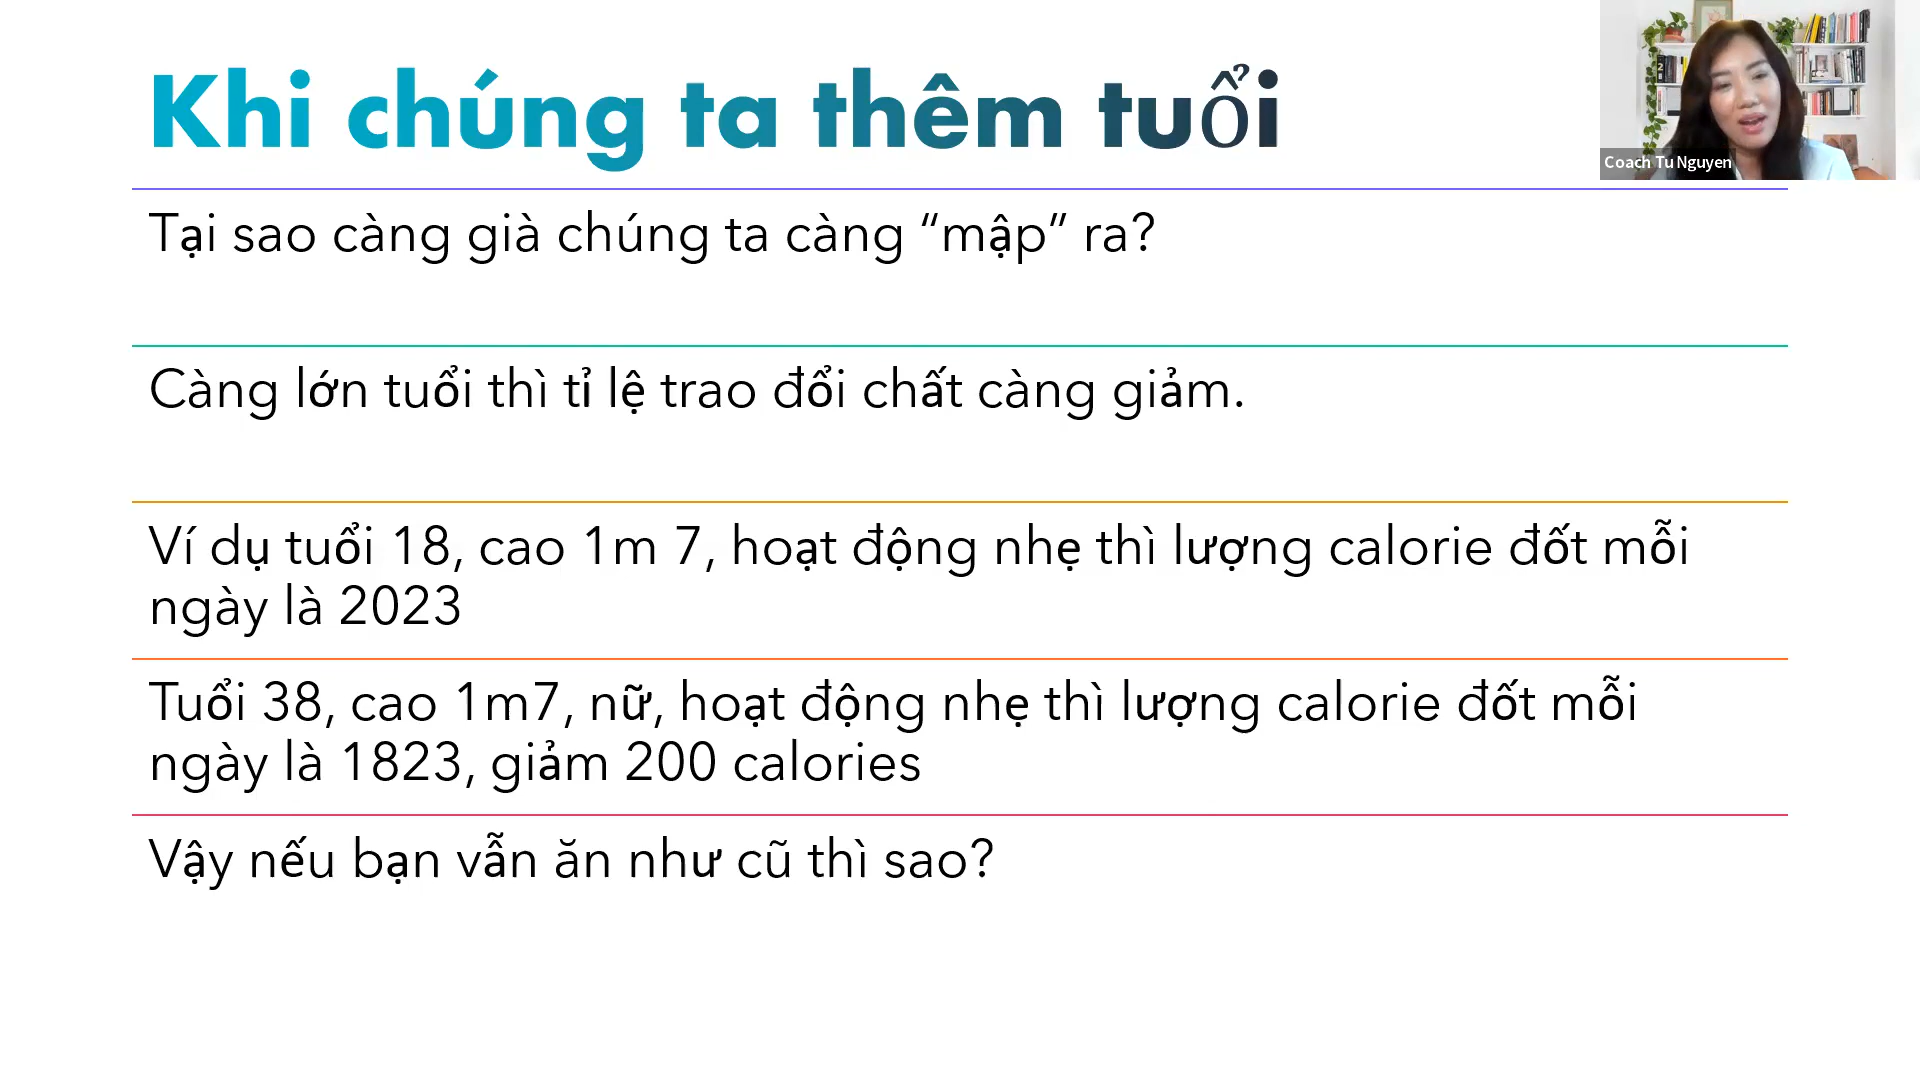 Khi chúng ta thêm tuổi
Coach Tu Nguyen
Tại sao càng già chúng ta càng “mập” ra?
Càng lớn tuổi thì tỉ lệ trao đổi chất càng giảm.
Ví dụ tuổi 18, cao 1m 7, hoạt động nhẹ thì lượng calorie đốt mỗi
ngày là 2023
Tuổi 38, cao 1m7, nữ, hoạt động nhẹ thì lượng calorie đốt mỗi
ngày là 1823, giảm 200 calories
Vậy nếu bạn vẫn ăn như cũ thì sao?